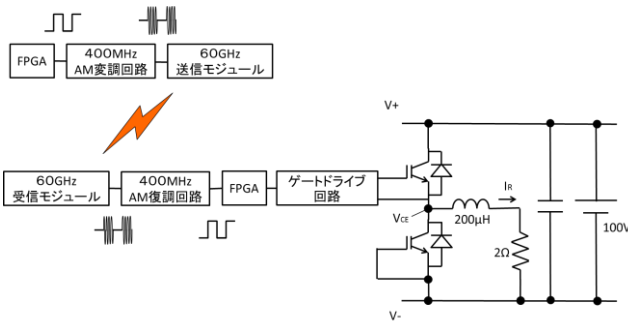 FPGA
400MHz
AM変調回路
60GHz
送信モジュール
60GHz
受信モジュール
400MHz
AM復調回路
FPGA
ゲートドライブ
回路
V+
VCE
IR
200μH
2Ω
100V
V-